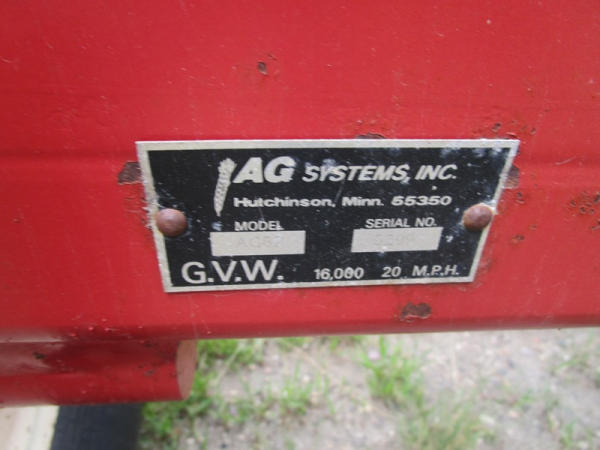 AG SYSTEMS, INC.
Hutchinson, Minn. 55350
MODEL SERIAL NO.
G.V.W. 16,000 20 M.P.H.